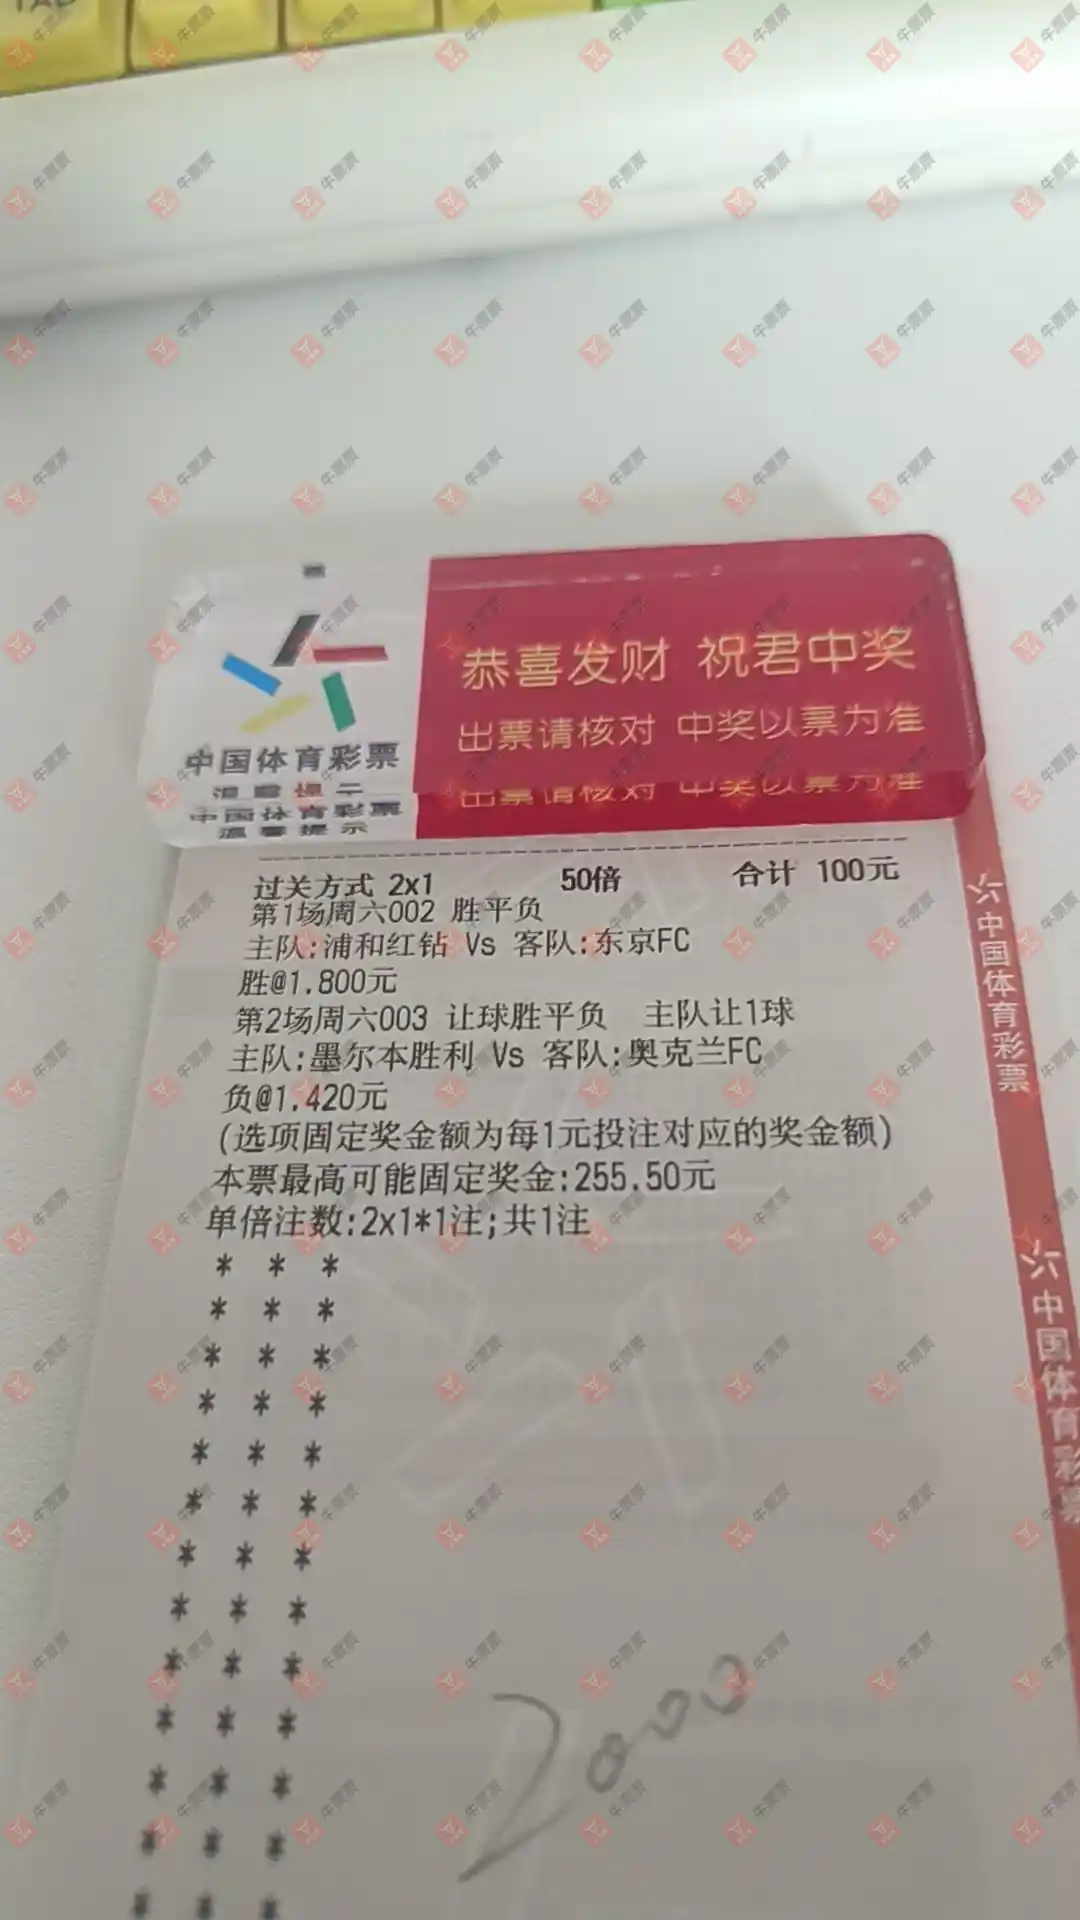 TAB
恭喜发财 祝君中奖
出票请核对 中奖以票为准
中国体育彩票
温馨提示
过关方式 2x1 50倍 合计 100元
第1场周六002 胜平负
主队:浦和红钻 Vs 客队:东京FC
胜@1.800元
第2场周六003 让球胜平负 主队让1球
主队:墨尔本胜利 Vs 客队:奥克兰FC
负@1.420元
(选项固定奖金额为每1元投注对应的奖金额)
本票最高可能固定奖金:255.50元
单倍注数:2x1*1注;共1注
* * *
* * *
* * *
* * *
* * *
* * *
* * *
* * *
* * *
* * *
* * *
* * *
* * *
2000
中国体育彩票
中国体育彩票
牛票票